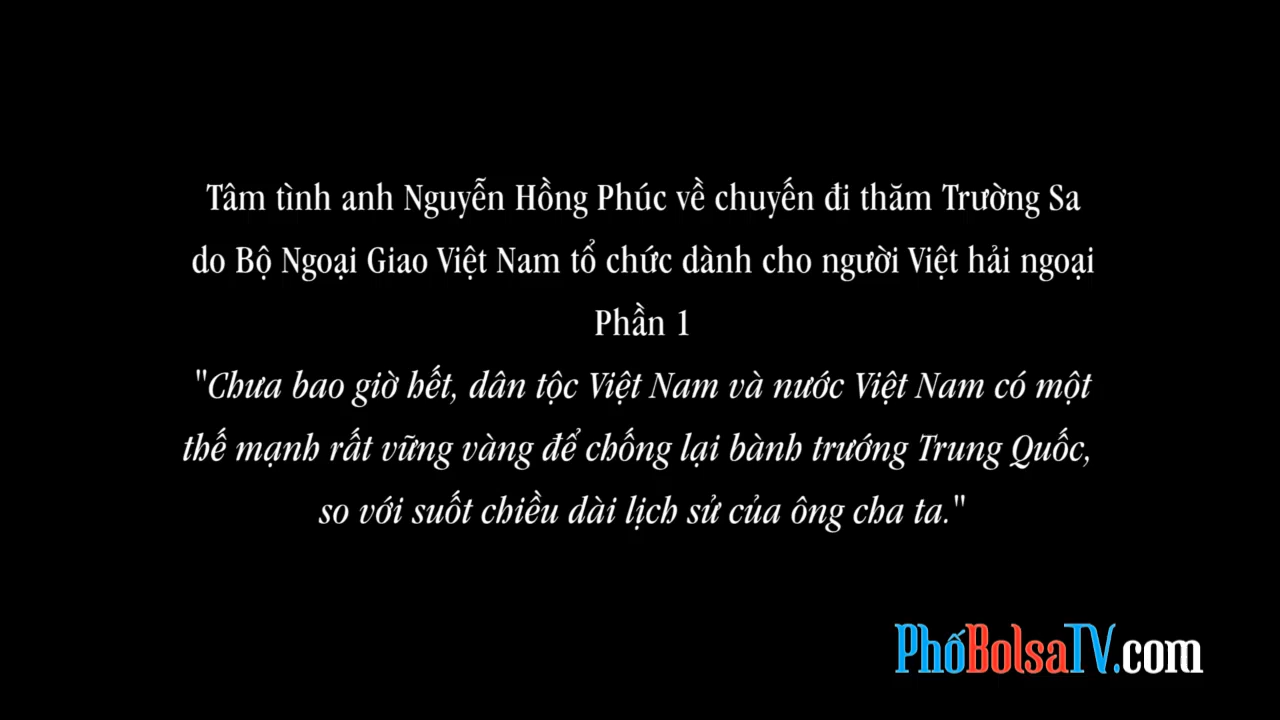 Tâm tình anh Nguyễn Hồng Phúc về chuyến đi thăm Trường Sa
do Bộ Ngoại Giao Việt Nam tổ chức dành cho người Việt hải ngoại
Phần 1
"Chưa bao giờ hết, dân tộc Việt Nam và nước Việt Nam có một
thế mạnh rất vững vàng để chống lại bành trướng Trung Quốc,
so với suốt chiều dài lịch sử của ông cha ta."
PhốBolsaTV.com